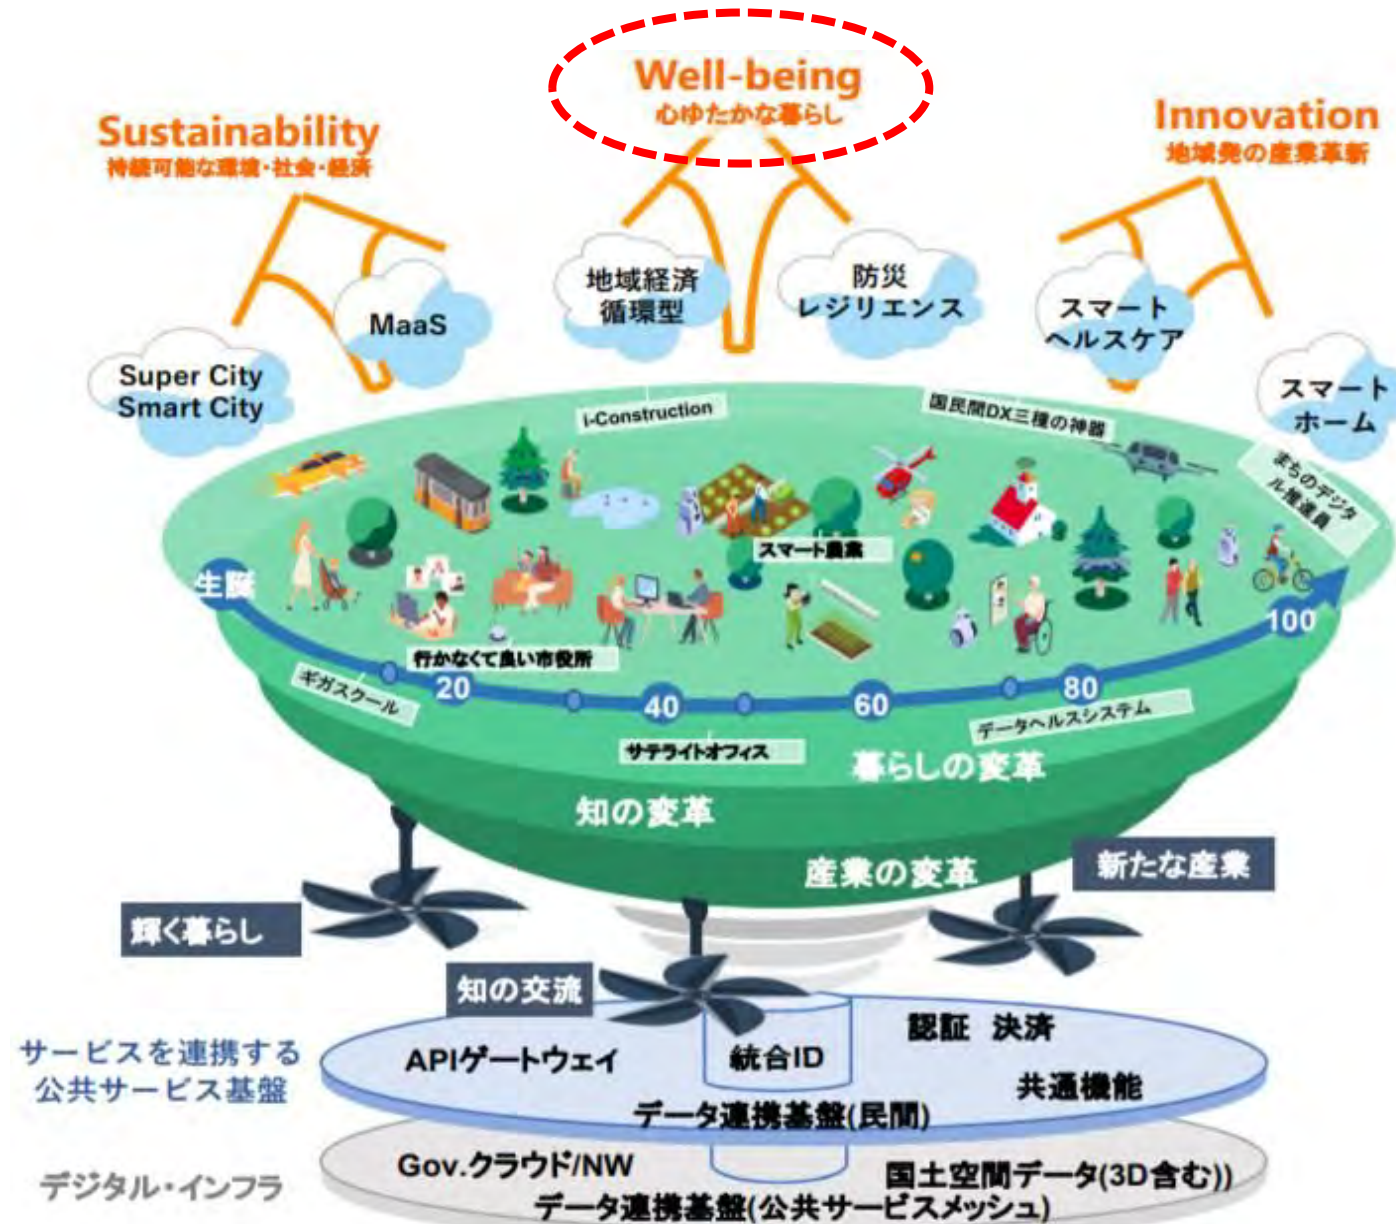 Well-being
心ゆたかな暮らし
Sustainability
持続可能な環境・社会・経済
Innovation
地域発の産業革新
地域経済
循環型
防災
レジリエンス
MaaS
スマート
ヘルスケア
Super City
Smart City
スマート
ホーム
i-Construction
国民間DX三種の神器
まちのデジタ
ル推進員
スマート農業
生誕
行かなくて良い市役所
ギガスクール
20
40
60
80
100
サテライトオフィス
データヘルスシステム
暮らしの変革
知の変革
産業の変革
新たな産業
輝く暮らし
知の交流
サービスを連携する
公共サービス基盤
APIゲートウェイ
統合ID
認証 決済
共通機能
データ連携基盤(民間)
デジタル・インフラ
Gov.クラウド/NW
国土空間データ(3D含む))
データ連携基盤(公共サービスメッシュ)